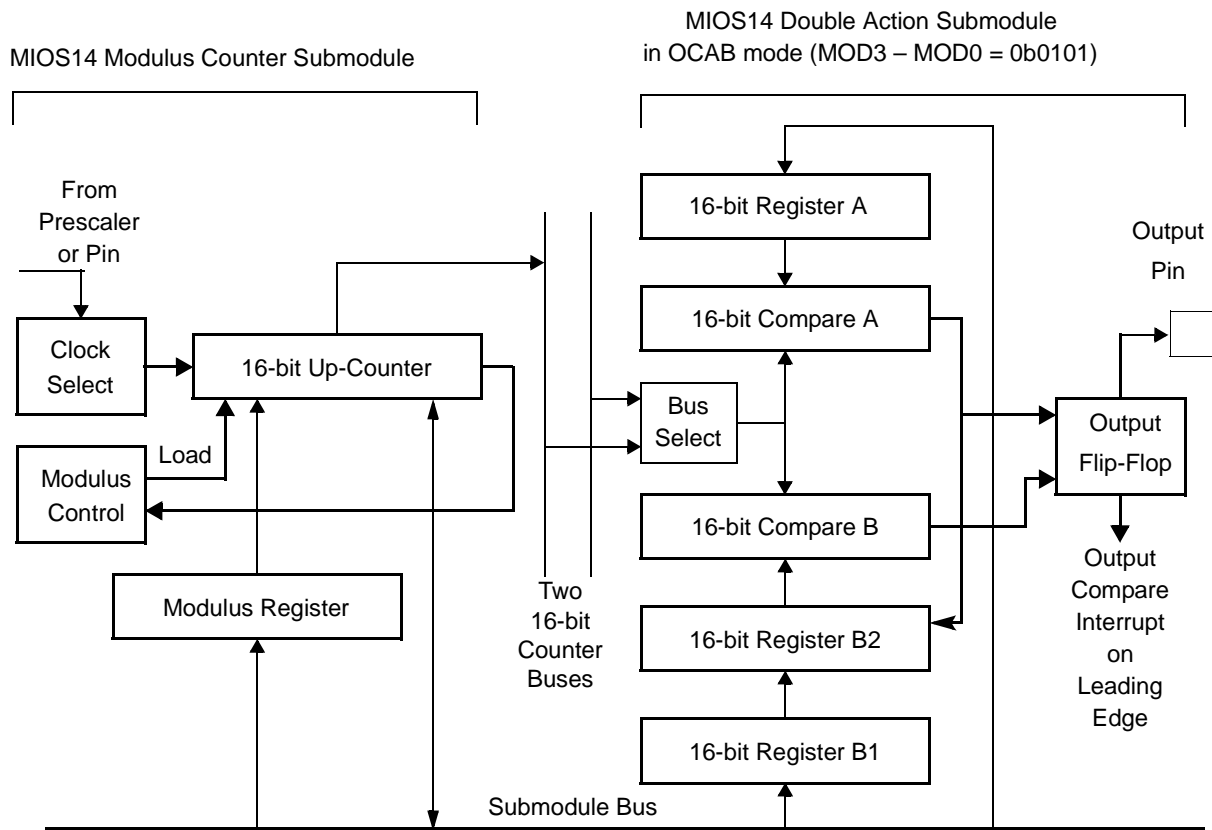 MIOS14 Modulus Counter Submodule
MIOS14 Double Action Submodule
in OCAB mode (MOD3 – MOD0 = 0b0101)
From
Prescaler
or Pin
Clock
Select
16-bit Up-Counter
Load
Modulus
Control
Modulus Register
Two
16-bit
Counter
Buses
Bus
Select
16-bit Register A
16-bit Compare A
16-bit Compare B
16-bit Register B2
16-bit Register B1
Output
Pin
Output
Flip-Flop
Output
Compare
Interrupt
on
Leading
Edge
Submodule Bus